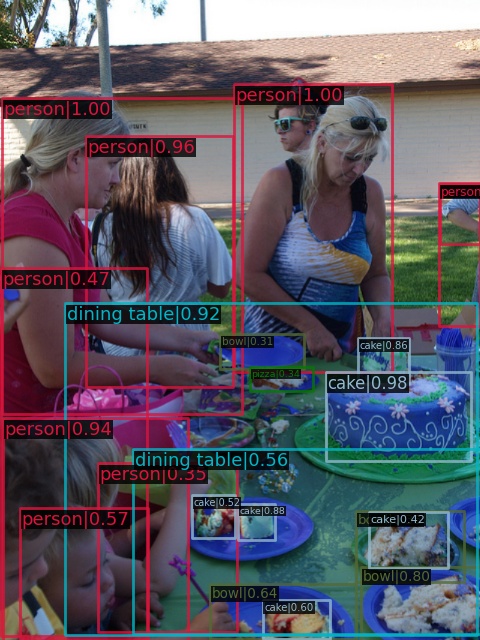 person|1.00
person|1.00
person|0.96
person
person|0.47
dining table|0.92
bowl|0.31
cake|0.86
pizza|0.34
cake|0.98
person|0.94
dining table|0.56
person|0.35
cake|0.52
cake|0.88
person|0.57
bo
cake|0.42
bowl|0.80
bowl|0.64
cake|0.60